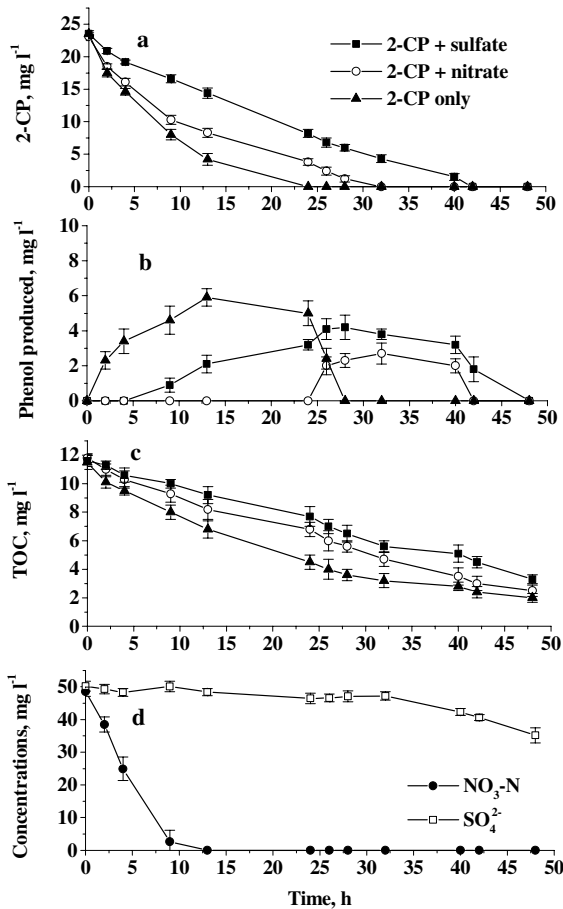 25
20
15
10
5
0
2-CP, mg l⁻¹
a
2-CP + sulfate
2-CP + nitrate
2-CP only
0 5 10 15 20 25 30 35 40 45 50
10
8
6
4
2
0
Phenol produced, mg l⁻¹
b
0 5 10 15 20 25 30 35 40 45 50
12
10
8
6
4
2
0
TOC, mg l⁻¹
c
0 5 10 15 20 25 30 35 40 45 50
50
40
30
20
10
0
Concentrations, mg l⁻¹
d
NO₃-N
SO₄²⁻
0 5 10 15 20 25 30 35 40 45 50
Time, h